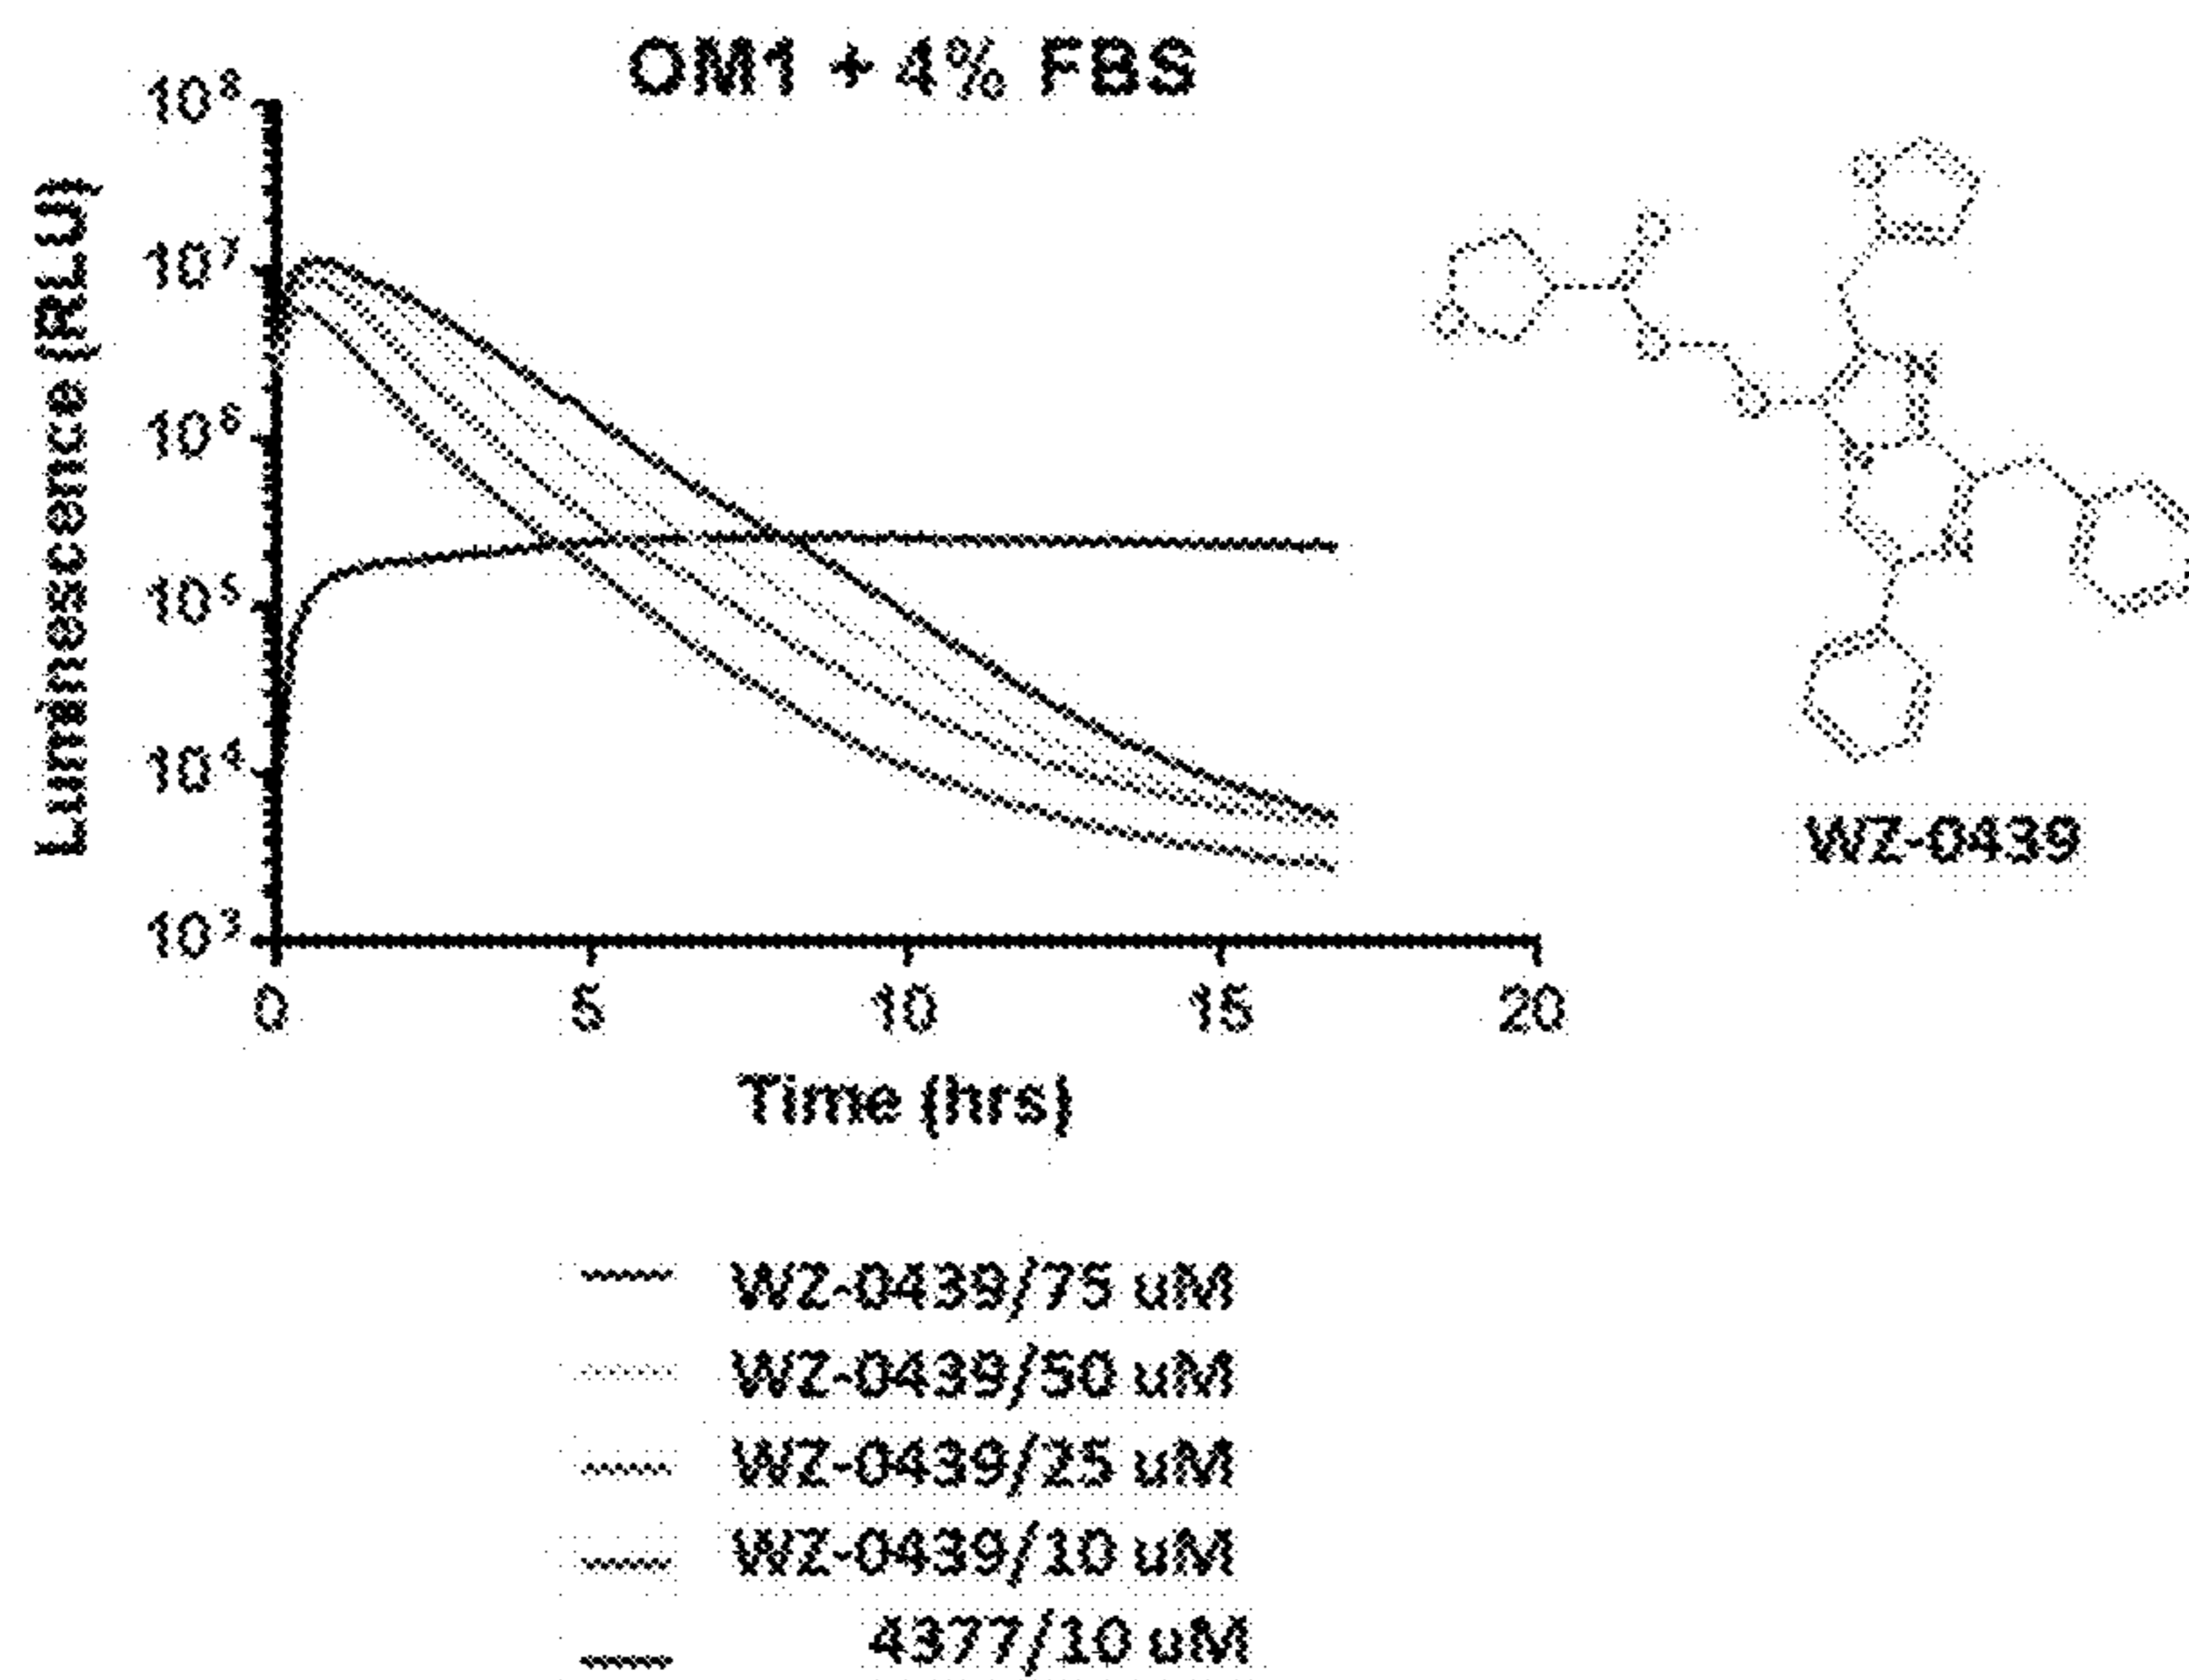 OM1 + 4% FBS
Luminescence (RLU)
10⁸
10⁷
10⁶
10⁵
10⁴
10³
0 5 10 15 20
Time (hrs)
O
O
O
O
O
N
N
N
WZ-0439
WZ-0439/75 uM
WZ-0439/50 uM
WZ-0439/25 uM
WZ-0439/10 uM
4377/10 uM